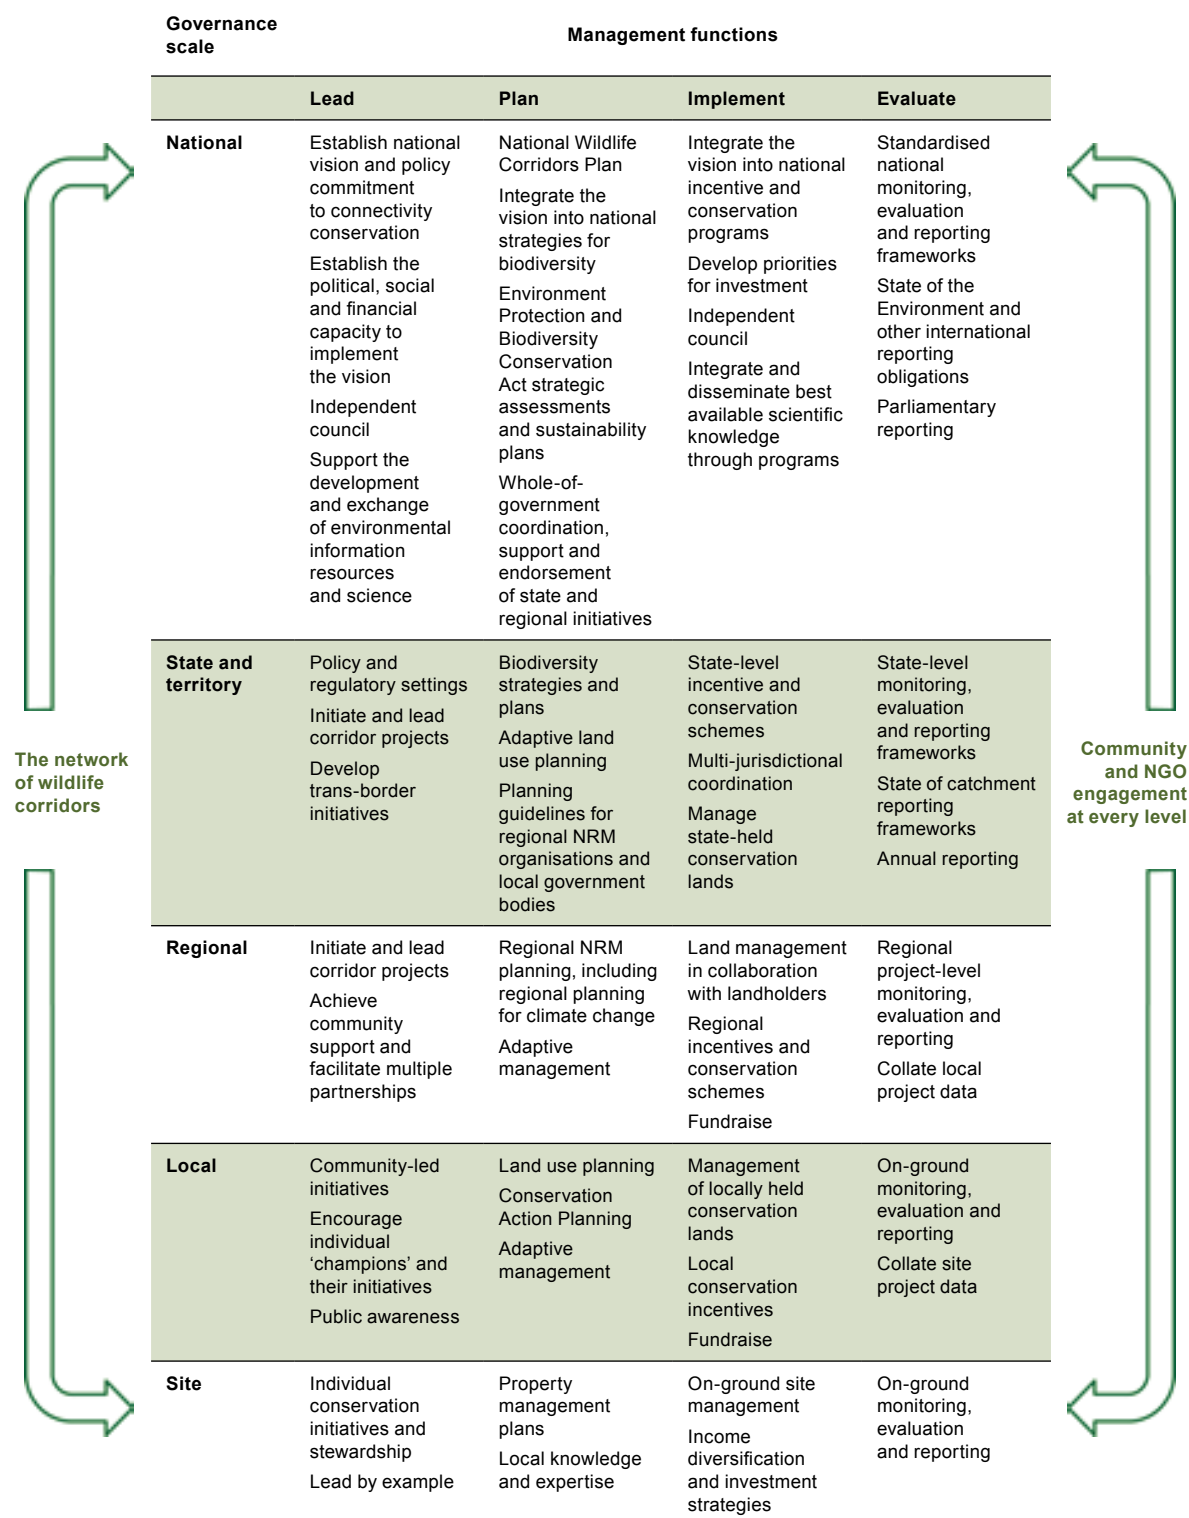 Governance
scale
Management functions
Lead
Plan
Implement
Evaluate
National
Establish national
vision and policy
commitment
to connectivity
conservation
Establish the
political, social
and financial
capacity to
implement
the vision
Independent
council
Support the
development
and exchange
of environmental
information
resources
and science
National Wildlife
Corridors Plan
Integrate the
vision into national
strategies for
biodiversity
Environment
Protection and
Biodiversity
Conservation
Act strategic
assessments
and sustainability
plans
Whole-of-
government
coordination,
support and
endorsement
of state and
regional initiatives
Integrate the
vision into national
incentive and
conservation
programs
Develop priorities
for investment
Independent
council
Integrate and
disseminate best
available scientific
knowledge
through programs
Standardised
national
monitoring,
evaluation
and reporting
frameworks
State of the
Environment and
other international
reporting
obligations
Parliamentary
reporting
State and
territory
Policy and
regulatory settings
Initiate and lead
corridor projects
Develop
trans-border
initiatives
Biodiversity
strategies and
plans
Adaptive land
use planning
Planning
guidelines for
regional NRM
organisations and
local government
bodies
State-level
incentive and
conservation
schemes
Multi-jurisdictional
coordination
Manage
state-held
conservation
lands
State-level
monitoring,
evaluation
and reporting
frameworks
State of catchment
reporting
frameworks
Annual reporting
The network
of wildlife
corridors
Community
and NGO
engagement
at every level
Regional
Initiate and lead
corridor projects
Achieve
community
support and
facilitate multiple
partnerships
Regional NRM
planning, including
regional planning
for climate change
Adaptive
management
Land management
in collaboration
with landholders
Regional
incentives and
conservation
schemes
Fundraise
Regional
project-level
monitoring,
evaluation and
reporting
Collate local
project data
Local
Community-led
initiatives
Encourage
individual
‘champions’ and
their initiatives
Public awareness
Land use planning
Conservation
Action Planning
Adaptive
management
Management
of locally held
conservation
lands
Local
conservation
incentives
Fundraise
On-ground
monitoring,
evaluation and
reporting
Collate site
project data
Site
Individual
conservation
initiatives and
stewardship
Lead by example
Property
management
plans
Local knowledge
and expertise
On-ground site
management
Income
diversification
and investment
strategies
On-ground
monitoring,
evaluation
and reporting